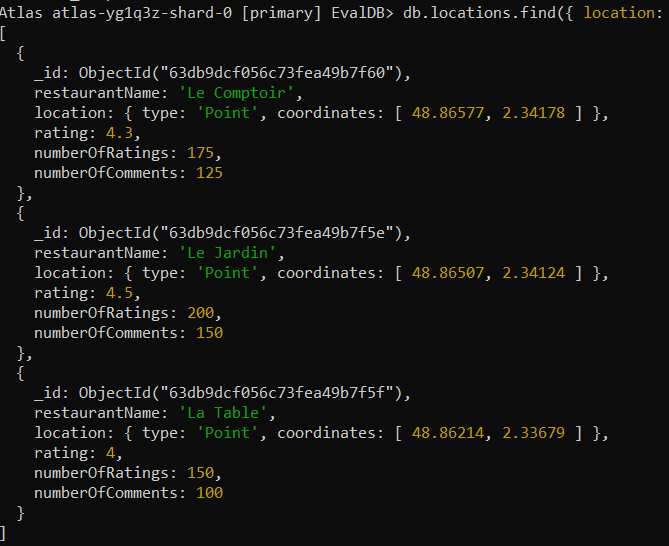 Atlas atlas-yg1q3z-shard-0 [primary] EvalDB> db.locations.find({ location:
[
  {
    _id: ObjectId("63db9dcf056c73fea49b7f60"),
    restaurantName: 'Le Comptoir',
    location: { type: 'Point', coordinates: [ 48.86577, 2.34178 ] },
    rating: 4.3,
    numberOfRatings: 175,
    numberOfComments: 125
  },
  {
    _id: ObjectId("63db9dcf056c73fea49b7f5e"),
    restaurantName: 'Le Jardin',
    location: { type: 'Point', coordinates: [ 48.86507, 2.34124 ] },
    rating: 4.5,
    numberOfRatings: 200,
    numberOfComments: 150
  },
  {
    _id: ObjectId("63db9dcf056c73fea49b7f5f"),
    restaurantName: 'La Table',
    location: { type: 'Point', coordinates: [ 48.86214, 2.33679 ] },
    rating: 4,
    numberOfRatings: 150,
    numberOfComments: 100
  }
]